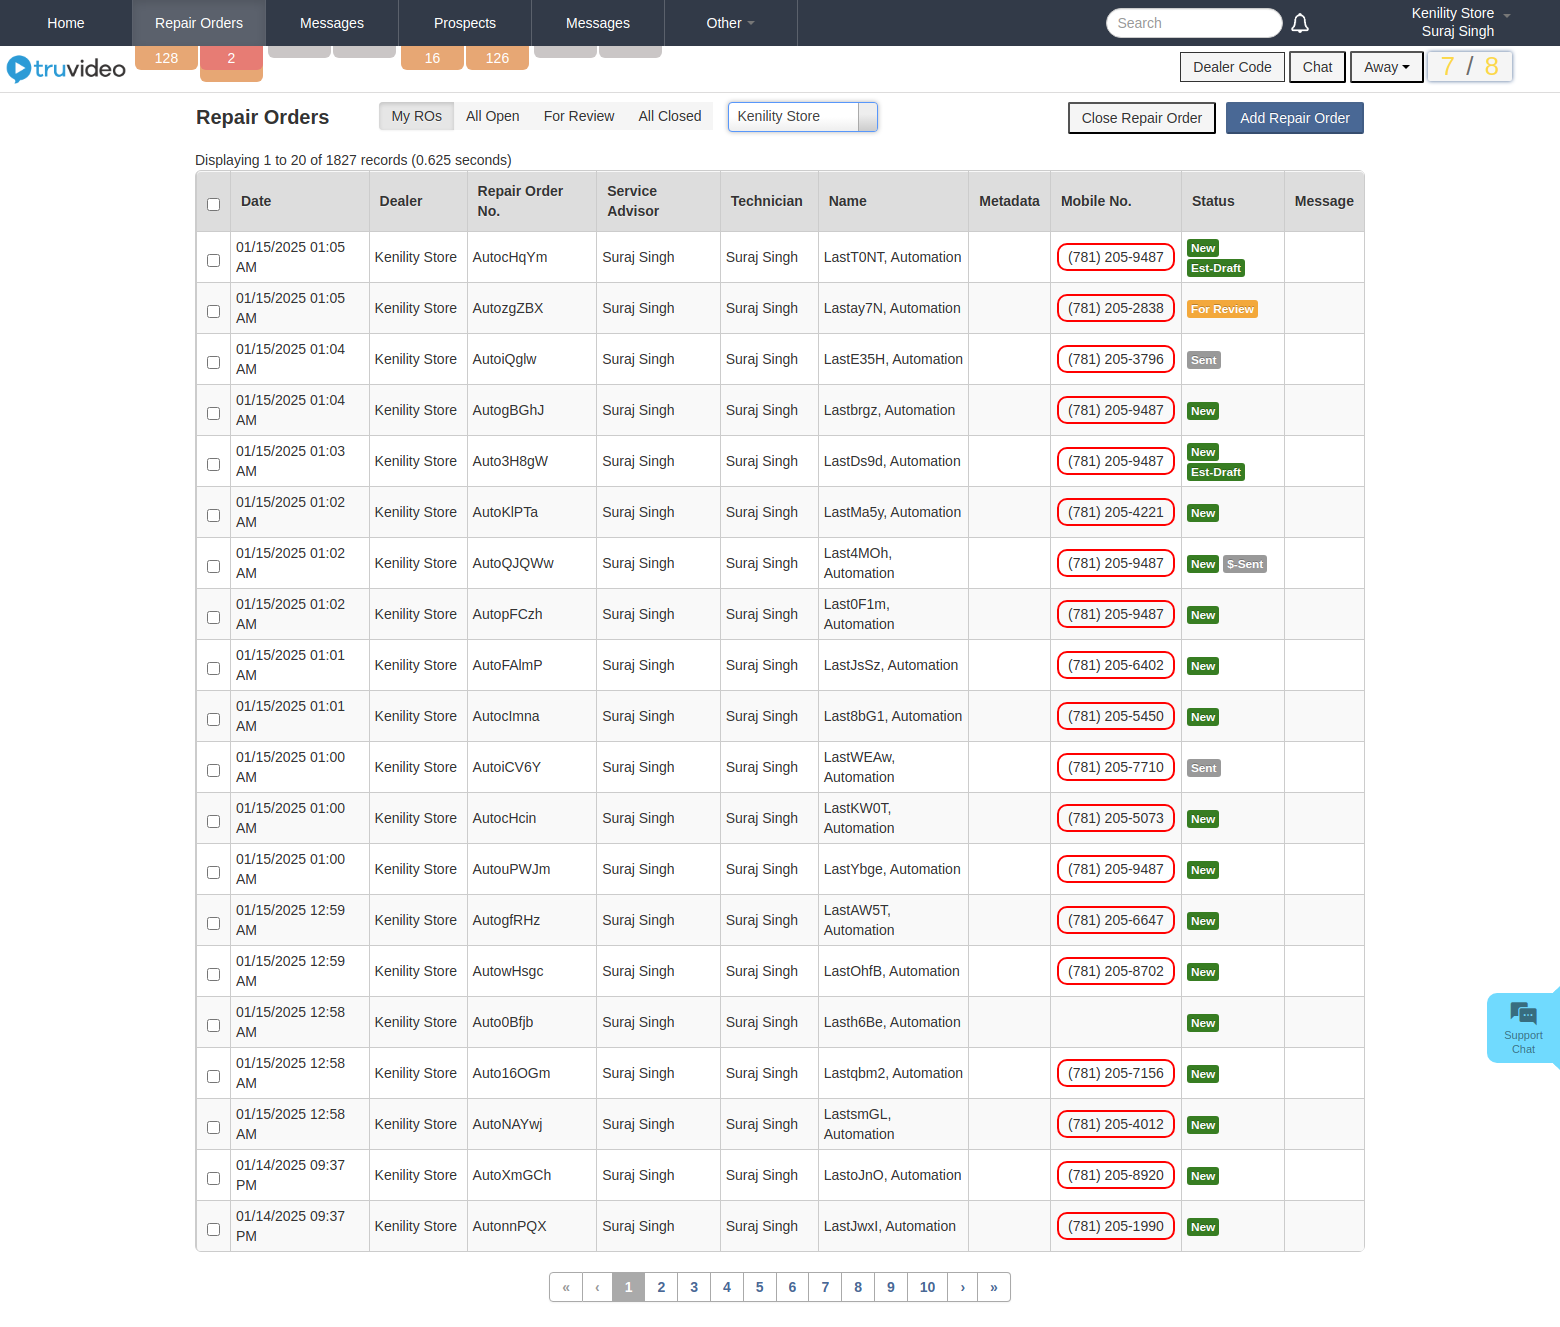 Home Repair Orders Messages Prospects Messages Other Search Kenility Store
Suraj Singh
truvideo 128 2 16 126 Dealer Code Chat Away 7 / 8
Repair Orders My ROs All Open For Review All Closed Kenility Store Close Repair Order Add Repair Order
Displaying 1 to 20 of 1827 records (0.625 seconds)
Date Dealer Repair Order No. Service Advisor Technician Name Metadata Mobile No. Status Message
01/15/2025 01:05 AM Kenility Store AutocHqYm Suraj Singh Suraj Singh LastT0NT, Automation (781) 205-9487 New Est-Draft
01/15/2025 01:05 AM Kenility Store AutozgZBX Suraj Singh Suraj Singh Lastay7N, Automation (781) 205-2838 For Review
01/15/2025 01:04 AM Kenility Store AutoiQglw Suraj Singh Suraj Singh LastE35H, Automation (781) 205-3796 Sent
01/15/2025 01:04 AM Kenility Store AutogBGhJ Suraj Singh Suraj Singh Lastbrgz, Automation (781) 205-9487 New
01/15/2025 01:03 AM Kenility Store Auto3H8gW Suraj Singh Suraj Singh LastDs9d, Automation (781) 205-9487 New Est-Draft
01/15/2025 01:02 AM Kenility Store AutoKlPTa Suraj Singh Suraj Singh LastMa5y, Automation (781) 205-4221 New
01/15/2025 01:02 AM Kenility Store AutoQJQWw Suraj Singh Suraj Singh Last4MOh, Automation (781) 205-9487 New $-Sent
01/15/2025 01:02 AM Kenility Store AutopFCzh Suraj Singh Suraj Singh Last0F1m, Automation (781) 205-9487 New
01/15/2025 01:01 AM Kenility Store AutoFAlmP Suraj Singh Suraj Singh LastJsSz, Automation (781) 205-6402 New
01/15/2025 01:01 AM Kenility Store AutocImna Suraj Singh Suraj Singh Last8bG1, Automation (781) 205-5450 New
01/15/2025 01:00 AM Kenility Store AutoiCV6Y Suraj Singh Suraj Singh LastWEAw, Automation (781) 205-7710 Sent
01/15/2025 01:00 AM Kenility Store AutocHcin Suraj Singh Suraj Singh LastKW0T, Automation (781) 205-5073 New
01/15/2025 01:00 AM Kenility Store AutouPWJm Suraj Singh Suraj Singh LastYbge, Automation (781) 205-9487 New
01/15/2025 12:59 AM Kenility Store AutogfRHz Suraj Singh Suraj Singh LastAW5T, Automation (781) 205-6647 New
01/15/2025 12:59 AM Kenility Store AutowHsgc Suraj Singh Suraj Singh LastOhfB, Automation (781) 205-8702 New
01/15/2025 12:58 AM Kenility Store Auto0Bfjb Suraj Singh Suraj Singh Lasth6Be, Automation New
01/15/2025 12:58 AM Kenility Store Auto16OGm Suraj Singh Suraj Singh Lastqbm2, Automation (781) 205-7156 New
01/15/2025 12:58 AM Kenility Store AutoNAYwj Suraj Singh Suraj Singh LastsmGL, Automation (781) 205-4012 New
01/14/2025 09:37 PM Kenility Store AutoXmGCh Suraj Singh Suraj Singh LastoJnO, Automation (781) 205-8920 New
01/14/2025 09:37 PM Kenility Store AutonnPQX Suraj Singh Suraj Singh LastJwxI, Automation (781) 205-1990 New
Support
Chat
« ‹ 1 2 3 4 5 6 7 8 9 10 › »